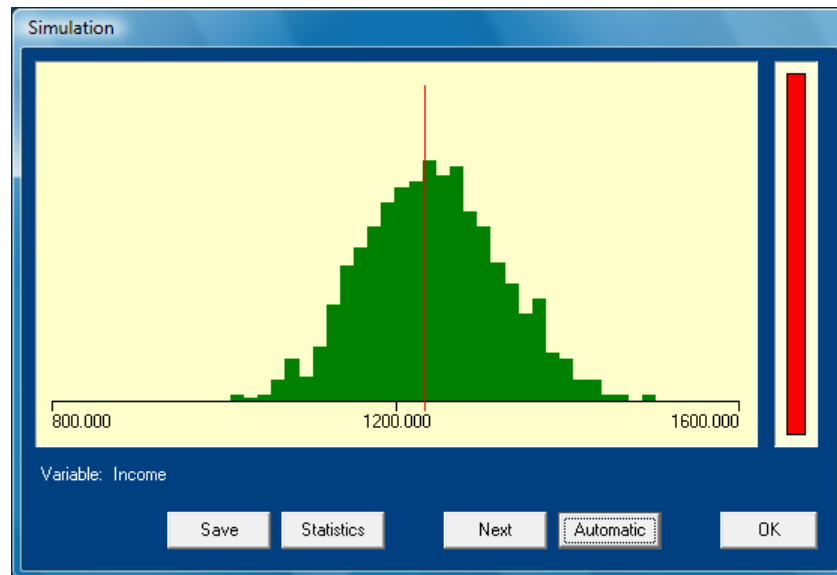 Simulation
800.000 1200.000 1600.000
Variable: Income
Save Statistics Next Automatic OK